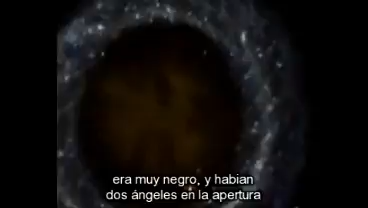 era muy negro, y habian
dos ángeles en la apertura